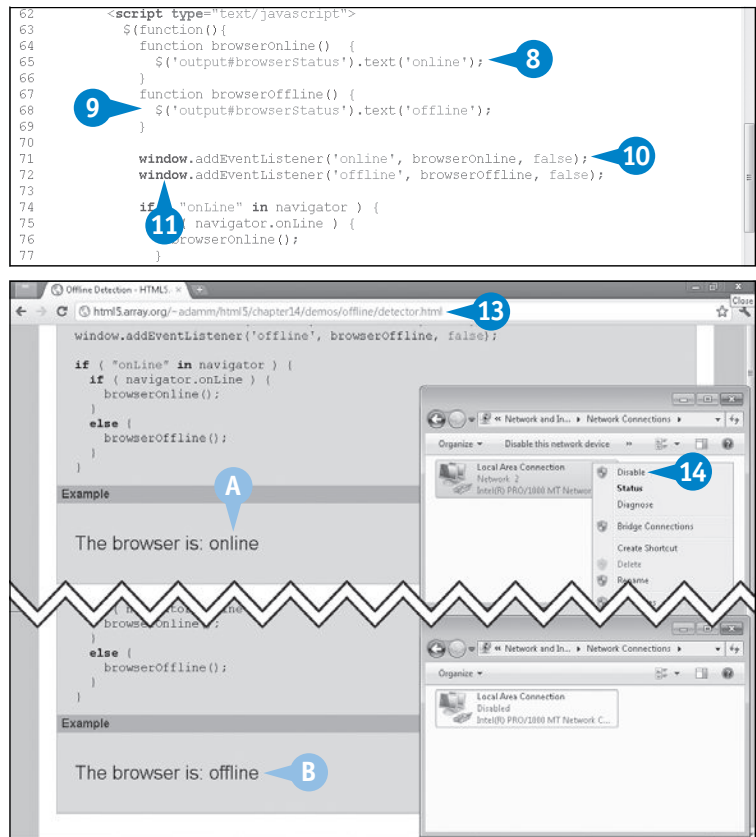 62 <script type="text/javascript">
63 $(function(){
64 function browserOnline() {
65 $('output#browserStatus').text('online'); 8
66 }
67 function browserOffline() {
9
68 $('output#browserStatus').text('offline');
69 }
70
71 window.addEventListener('online', browserOnline, false); 10
72 window.addEventListener('offline', browserOffline, false);
73
11
74 if "onLine" in navigator ) {
75 navigator.onLine ) {
76 browserOnline();
77 }
Offline Detection - HTML5
Close
html5.array.org/~adamm/html5/chapter14/demos/offline/detector.html 13
window.addEventListener('offline', browserOffline, false);
if ( "onLine" in navigator ) {
if ( navigator.onLine ) {
browserOnline();
}
else {
browserOffline();
}
}
Example
A
The browser is: online
« Network and In... Network Connections
Organize Disable this network device »
Local Area Connection
Network 2
Intel(R) PRO/1000 MT Networ
Disable 14
Status
Diagnose
Bridge Connections
Create Shortcut
Delete
Rename
browserOnline();
}
else {
browserOffline();
}
}
Example
The browser is: offline B
« Network and In... Network Connections
Organize
Local Area Connection
Disabled
Intel(R) PRO/1000 MT Network C...